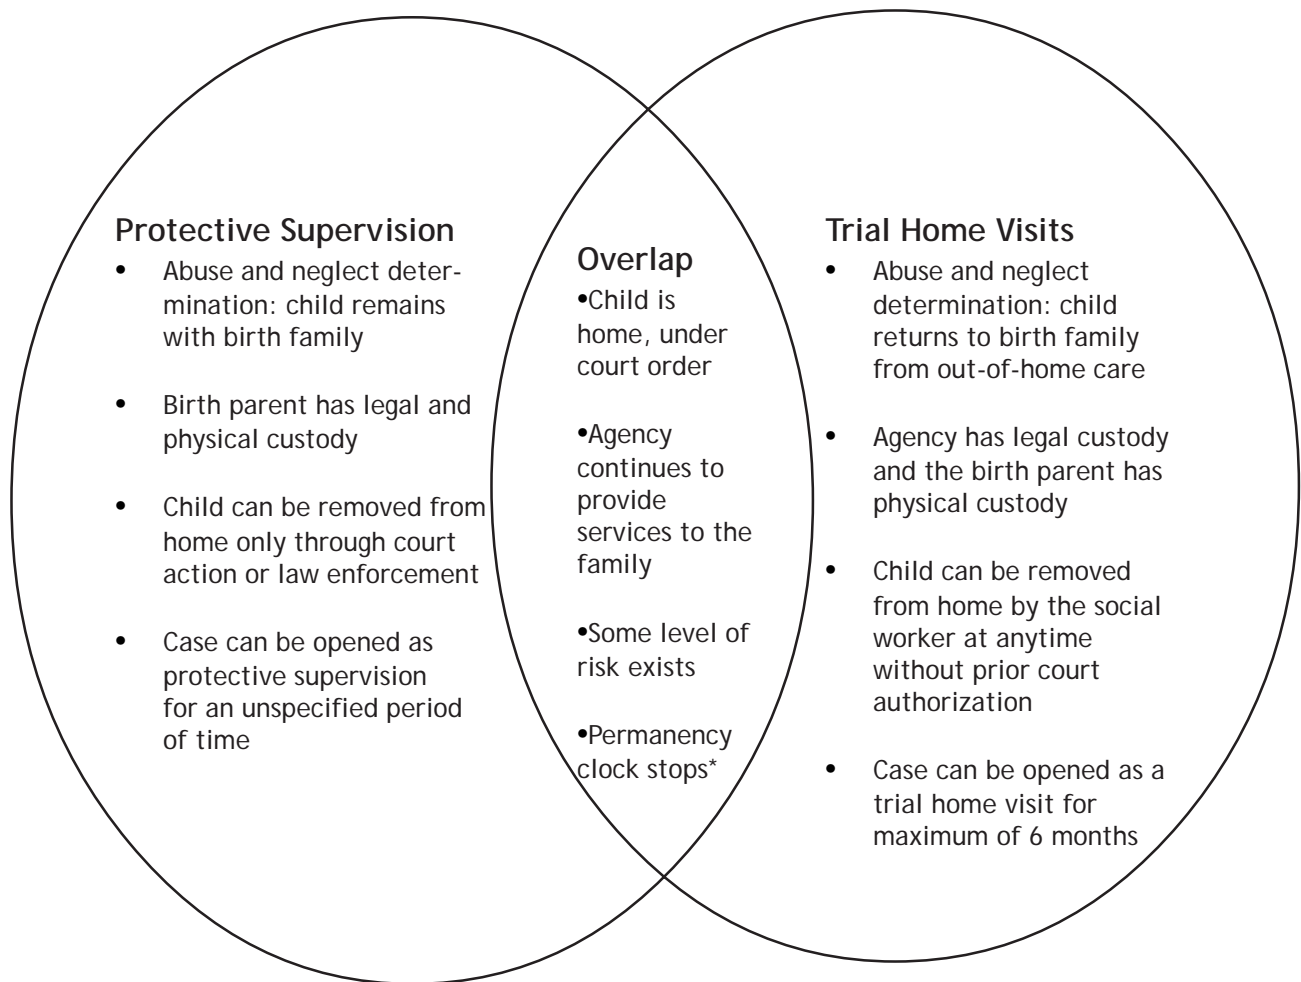 Protective Supervision
• Abuse and neglect deter-
mination: child remains
with birth family
• Birth parent has legal and
physical custody
• Child can be removed from
home only through court
action or law enforcement
• Case can be opened as
protective supervision
for an unspecified period
of time
Overlap
•Child is
home, under
court order
•Agency
continues to
provide
services to the
family
•Some level of
risk exists
•Permanency
clock stops*
Trial Home Visits
• Abuse and neglect
determination: child
returns to birth family
from out-of-home care
• Agency has legal custody
and the birth parent has
physical custody
• Child can be removed
from home by the social
worker at anytime
without prior court
authorization
• Case can be opened as a
trial home visit for
maximum of 6 months